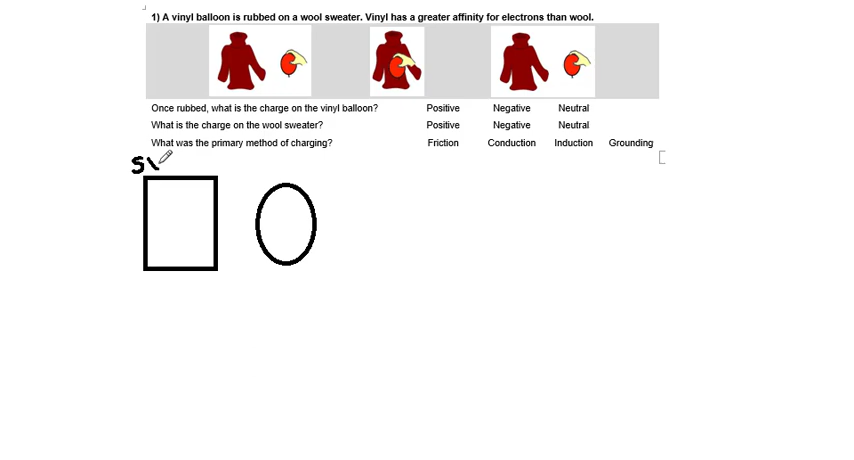 1) A vinyl balloon is rubbed on a wool sweater. Vinyl has a greater affinity for electrons than wool.
Once rubbed, what is the charge on the vinyl balloon? Positive Negative Neutral
What is the charge on the wool sweater? Positive Negative Neutral
What was the primary method of charging? Friction Conduction Induction Grounding